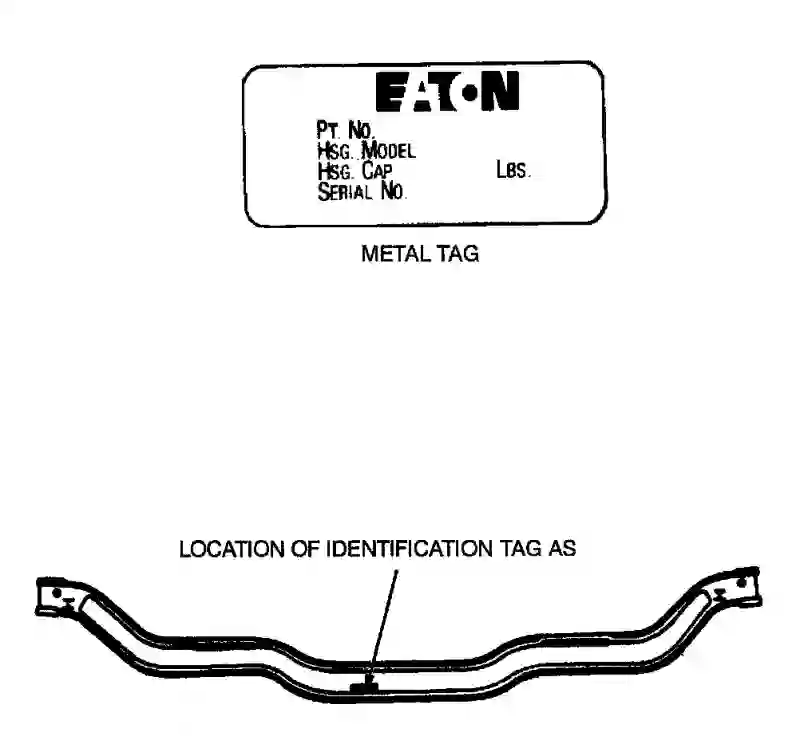 EATON
PT. NO.
HSG. MODEL
HSG. CAP LBS.
SERIAL NO.
METAL TAG
LOCATION OF IDENTIFICATION TAG AS